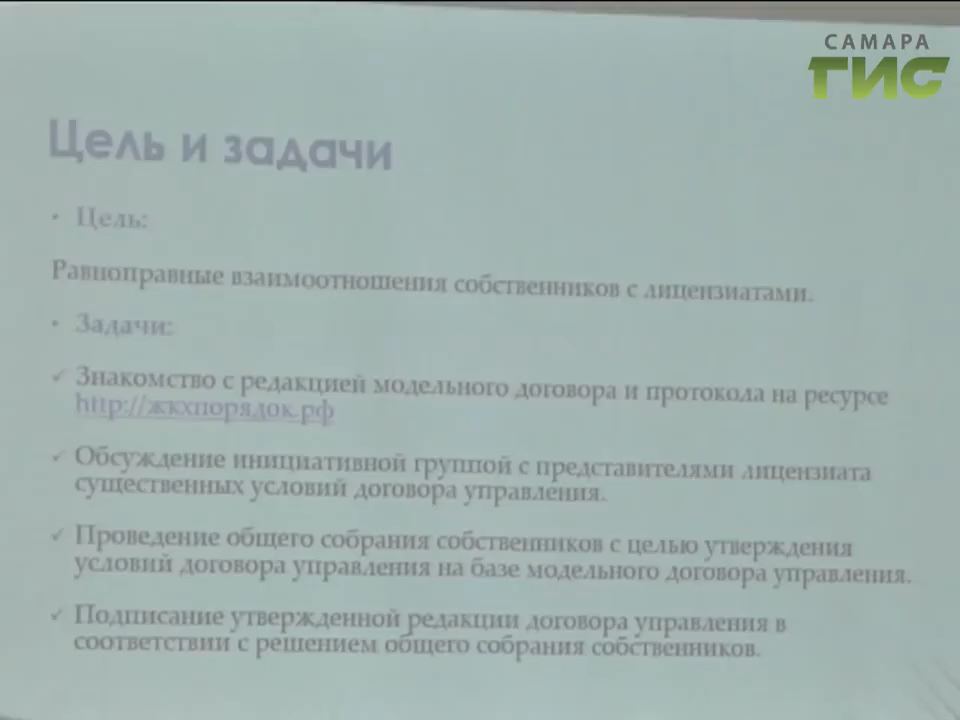 САМАРА
ГИС
Цель и задачи
• Цель:
Равноправные взаимоотношения собственников с лицензиатами.
• Задачи:
✓ Знакомство с редакцией модельного договора и протокола на ресурсе
http://жкхпорядок.рф
✓ Обсуждение инициативной группой с представителями лицензиата
существенных условий договора управления.
✓ Проведение общего собрания собственников с целью утверждения
условий договора управления на базе модельного договора управления.
✓ Подписание утвержденной редакции договора управления в
соответствии с решением общего собрания собственников.